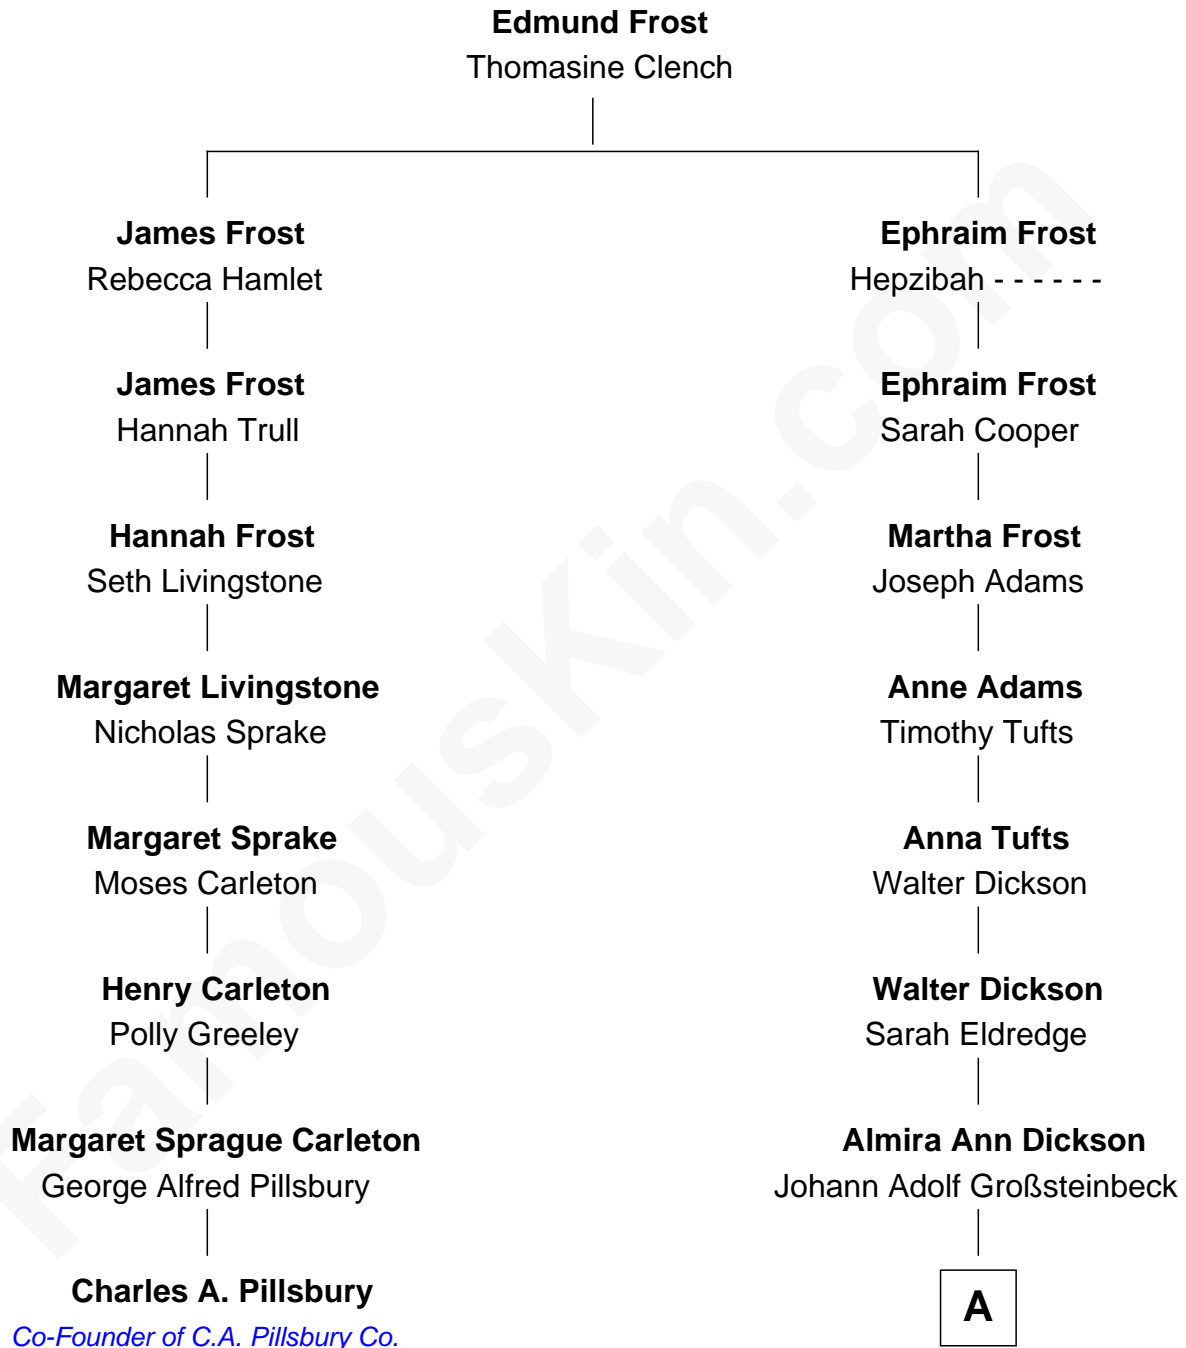 Edmund Frost
Thomasine Clench
James Frost
Rebecca Hamlet
Ephraim Frost
Hepzibah - - - - - -
James Frost
Hannah Trull
Ephraim Frost
Sarah Cooper
Hannah Frost
Seth Livingstone
Martha Frost
Joseph Adams
Margaret Livingstone
Nicholas Sprake
Anne Adams
Timothy Tufts
Margaret Sprake
Moses Carleton
Anna Tufts
Walter Dickson
Henry Carleton
Polly Greeley
Walter Dickson
Sarah Eldredge
Margaret Sprague Carleton
George Alfred Pillsbury
Almira Ann Dickson
Johann Adolf Großsteinbeck
Charles A. Pillsbury
Co-Founder of C.A. Pillsbury Co.
A
FamousKin.com